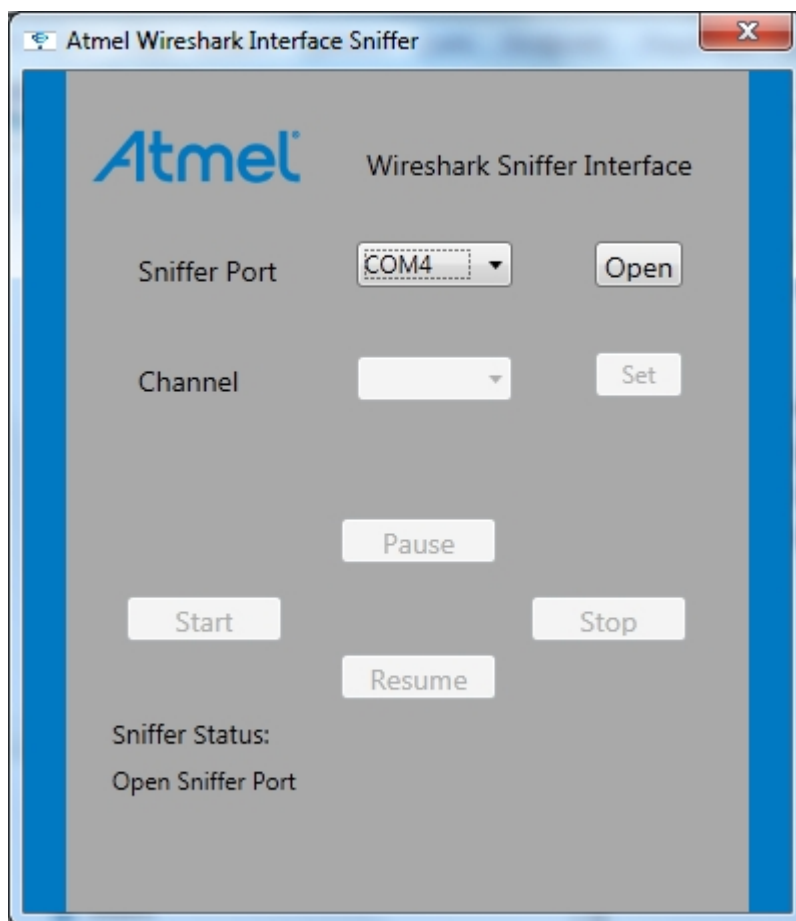 Atmel Wireshark Interface Sniffer
Atmel
Wireshark Sniffer Interface
Sniffer Port
COM4
Open
Channel
Set
Pause
Start
Stop
Resume
Sniffer Status:
Open Sniffer Port